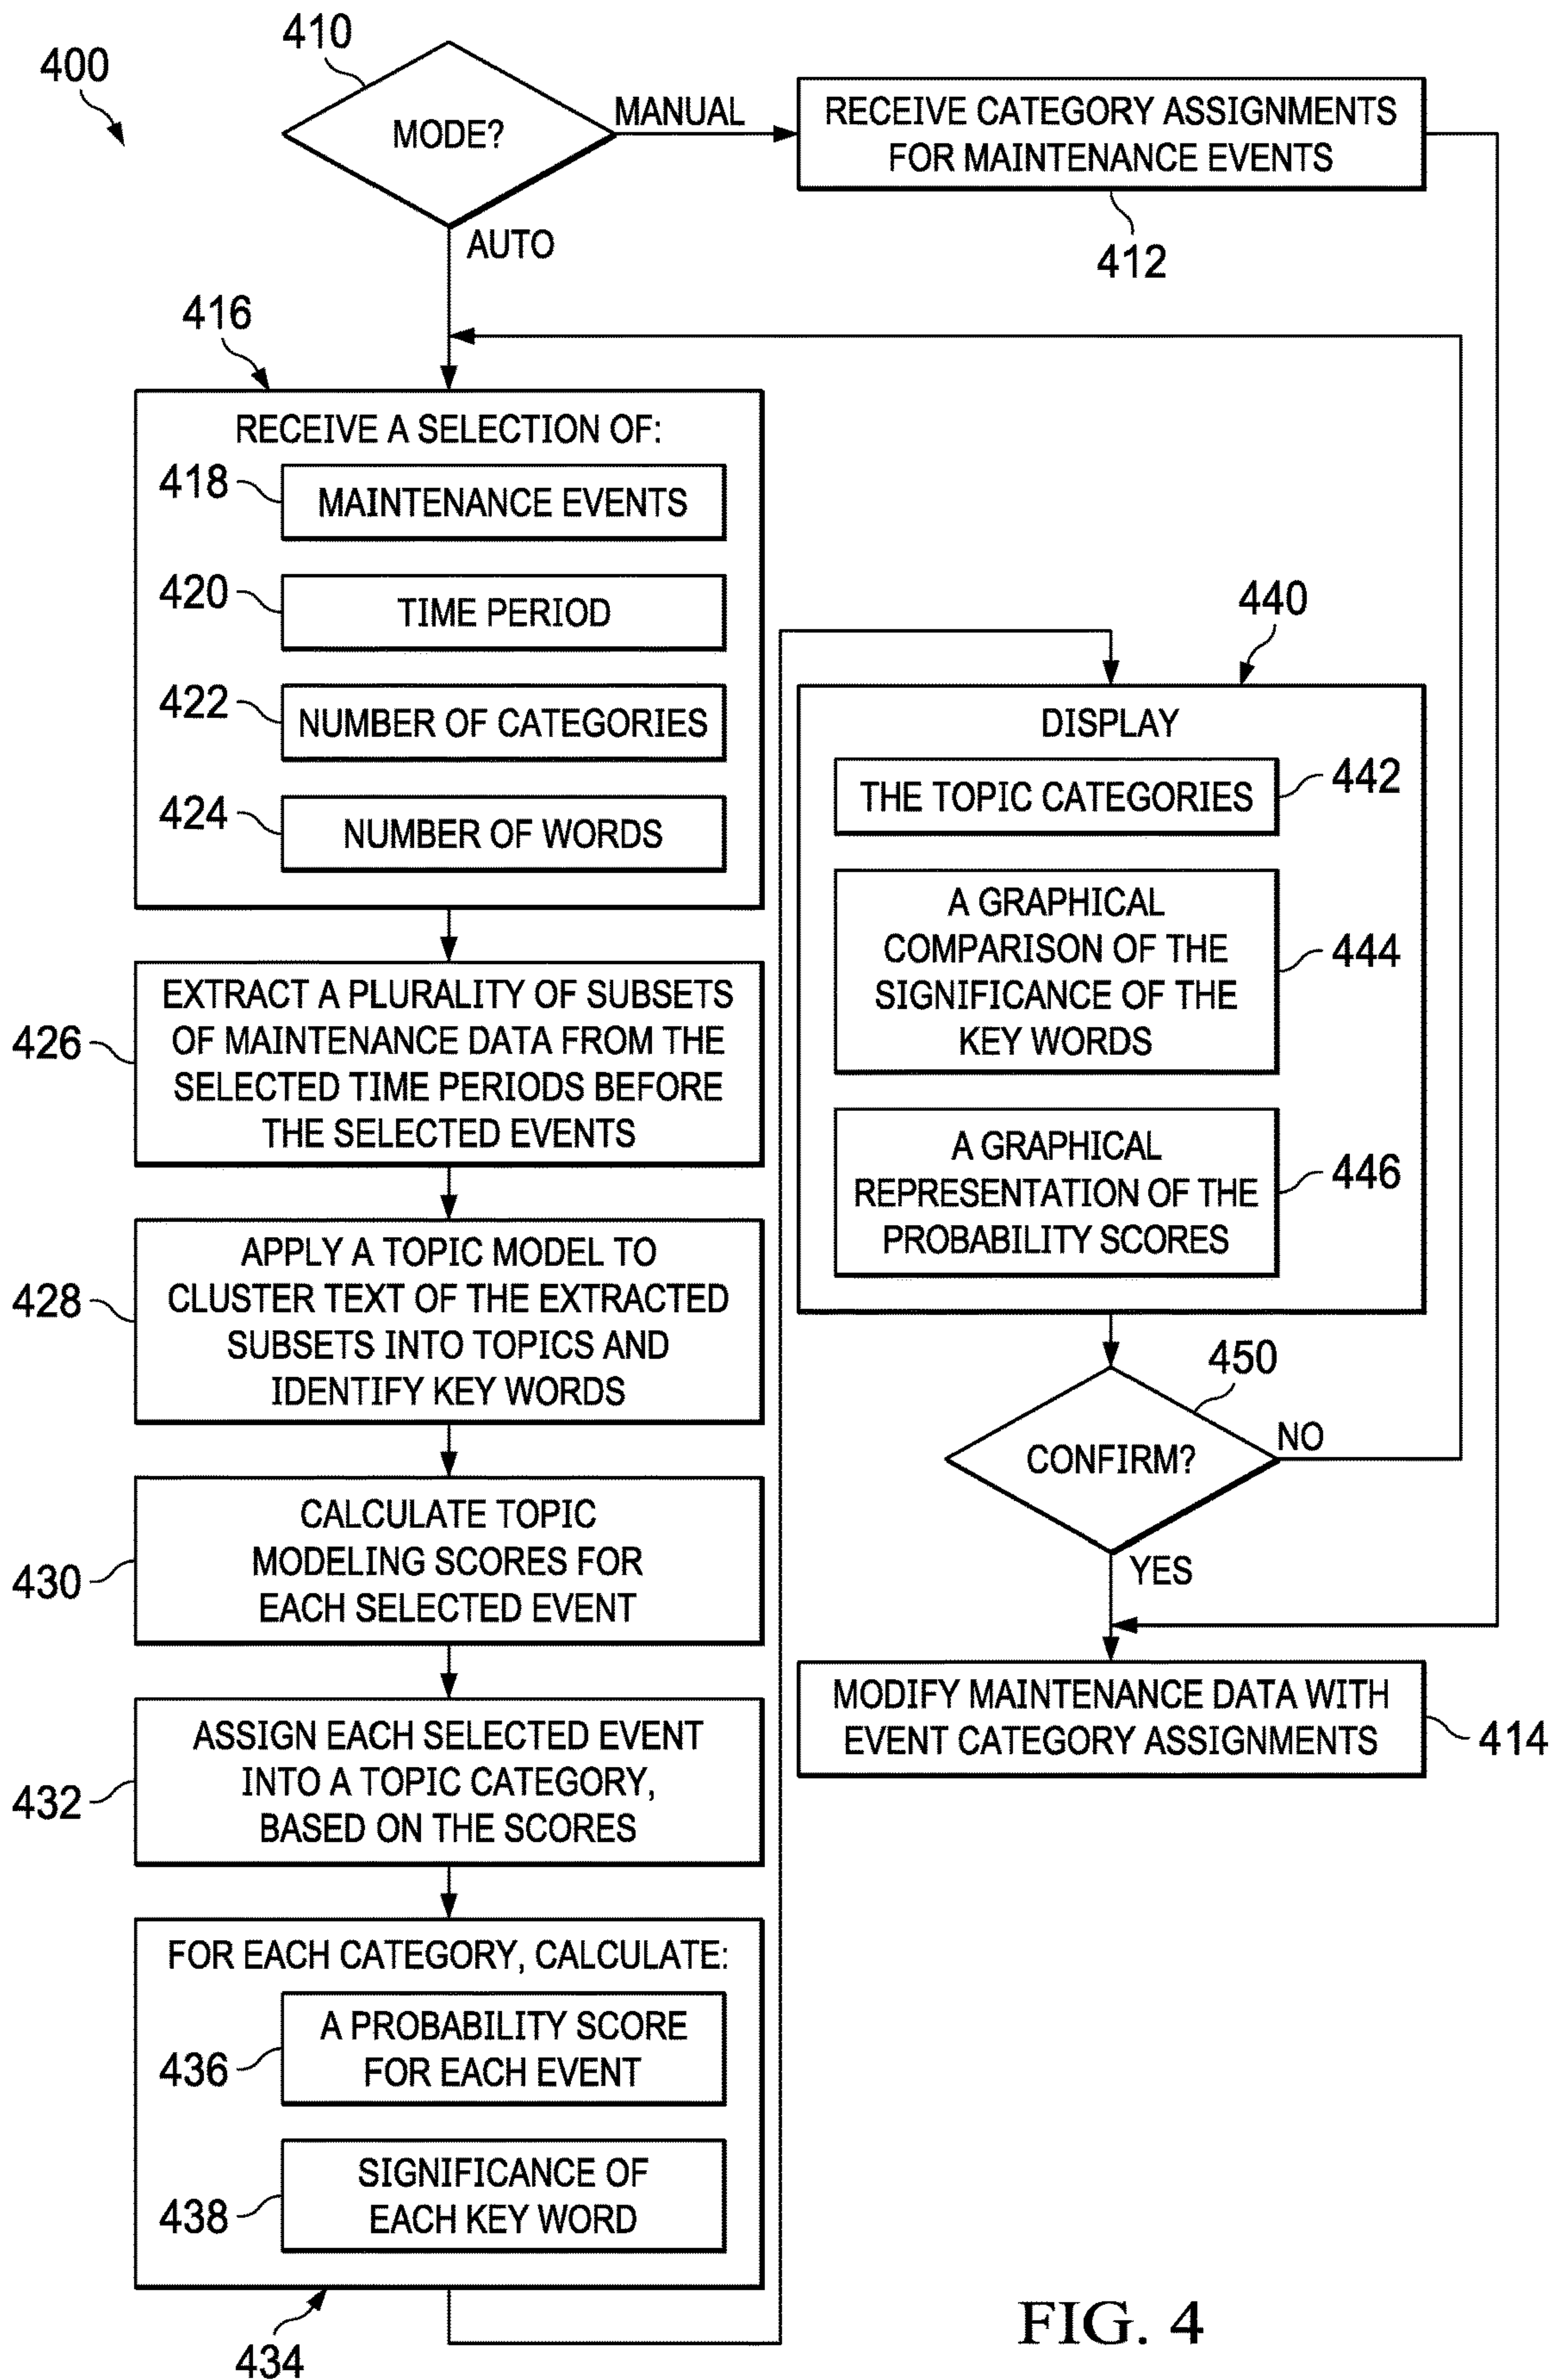 400
410
MODE?
MANUAL
AUTO
RECEIVE CATEGORY ASSIGNMENTS
FOR MAINTENANCE EVENTS
412
416
RECEIVE A SELECTION OF:
418
MAINTENANCE EVENTS
420
TIME PERIOD
422
NUMBER OF CATEGORIES
424
NUMBER OF WORDS
426
EXTRACT A PLURALITY OF SUBSETS
OF MAINTENANCE DATA FROM THE
SELECTED TIME PERIODS BEFORE
THE SELECTED EVENTS
428
APPLY A TOPIC MODEL TO
CLUSTER TEXT OF THE EXTRACTED
SUBSETS INTO TOPICS AND
IDENTIFY KEY WORDS
430
CALCULATE TOPIC
MODELING SCORES FOR
EACH SELECTED EVENT
432
ASSIGN EACH SELECTED EVENT
INTO A TOPIC CATEGORY,
BASED ON THE SCORES
FOR EACH CATEGORY, CALCULATE:
436
A PROBABILITY SCORE
FOR EACH EVENT
438
SIGNIFICANCE OF
EACH KEY WORD
434
440
DISPLAY
THE TOPIC CATEGORIES
442
A GRAPHICAL
COMPARISON OF THE
SIGNIFICANCE OF THE
KEY WORDS
444
A GRAPHICAL
REPRESENTATION OF THE
PROBABILITY SCORES
446
450
CONFIRM?
NO
YES
MODIFY MAINTENANCE DATA WITH
EVENT CATEGORY ASSIGNMENTS
414
FIG. 4